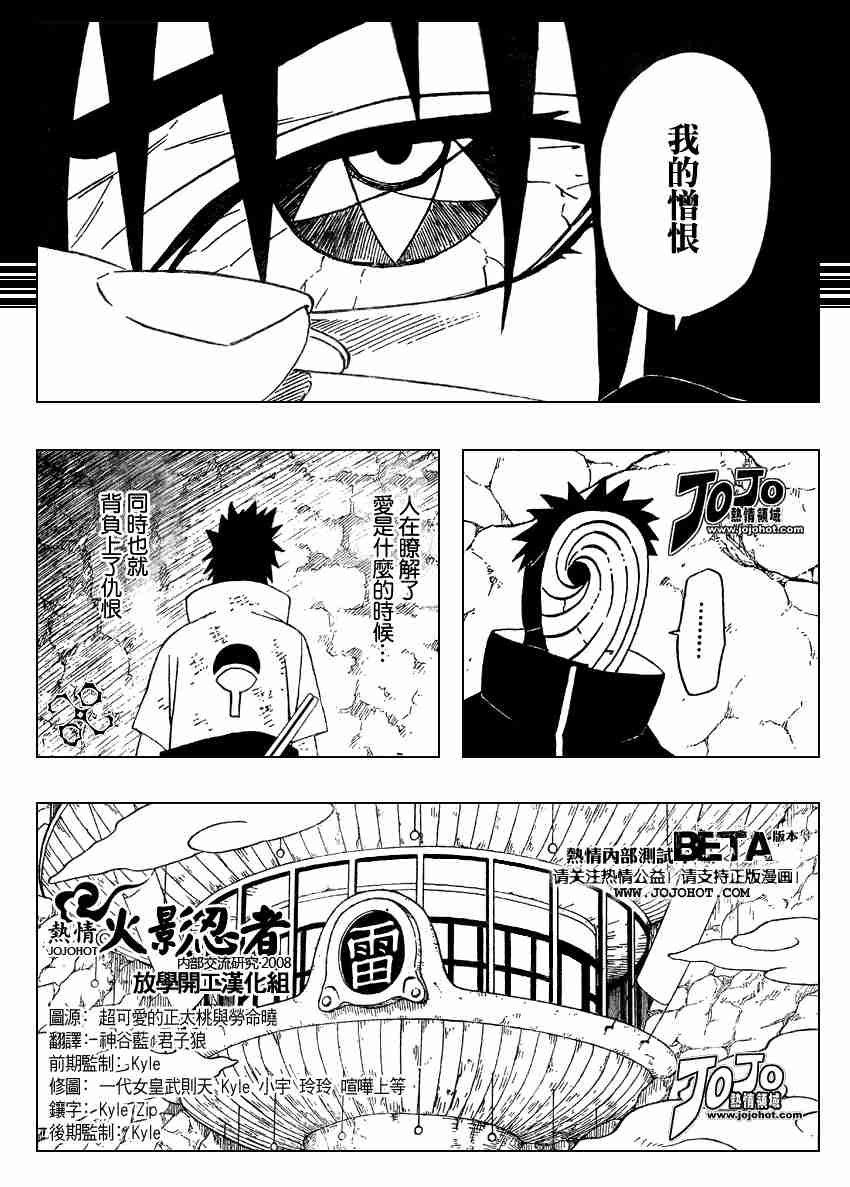 我的憎恨
JOJO
熱情領域
www.jojohot.com
………
人在瞭解了
愛是什麼的時候…
同時也就
背負上了仇恨
熱情內部測試BETA版本
请关注热情公益 请支持正版漫画
WWW.JOJOHOT.COM
雷
熱情©火影忍者
JOJOHOT
內部交流研究·2008
放學開工漢化組
圖源: 超可愛的正太桃與勞命曉
翻譯: 神谷藍 君子狼
前期監制: Kyle
修圖: 一代女皇武則天 Kyle 小宇 玲玲 喧嘩上等
鑲字: Kyle Zip
後期監制: Kyle
JOJO
熱情領域
www.jojohot.com